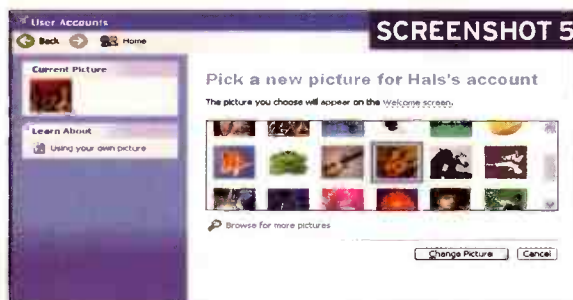 User Accounts
SCREENSHOT 5
Back Home
Current Picture
Learn About
Using your own picture
Pick a new picture for Hals's account
The picture you choose will appear on the Welcome screen.
Browse for more pictures
Change Picture Cancel